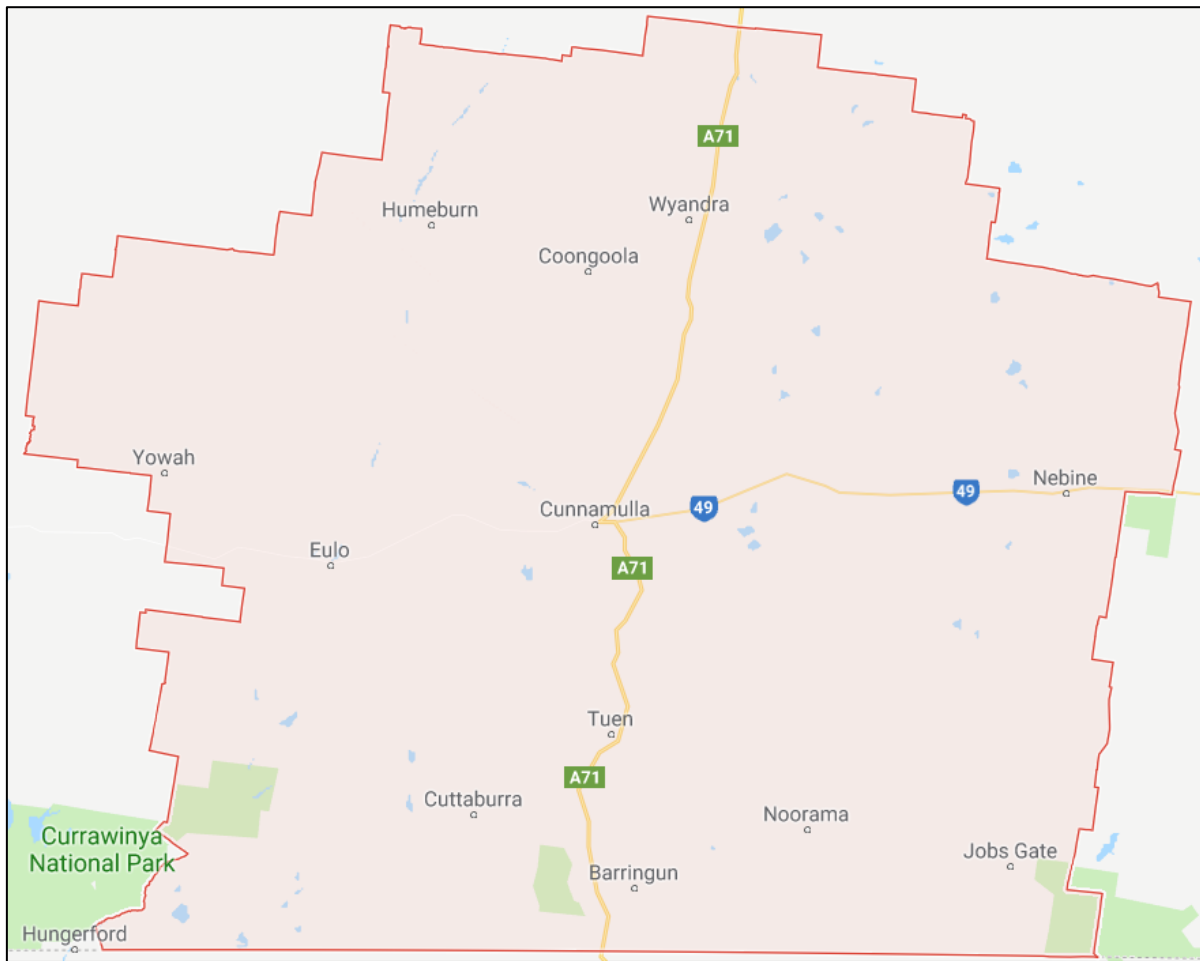 A71
Humeburn
Wyandra
Coongoola
Yowah
Nebine
49
49
Cunnamulla
Eulo
A71
Tuen
A71
Cuttaburra
Noorama
Currawinya
National Park
Jobs Gate
Barringun
Hungerford